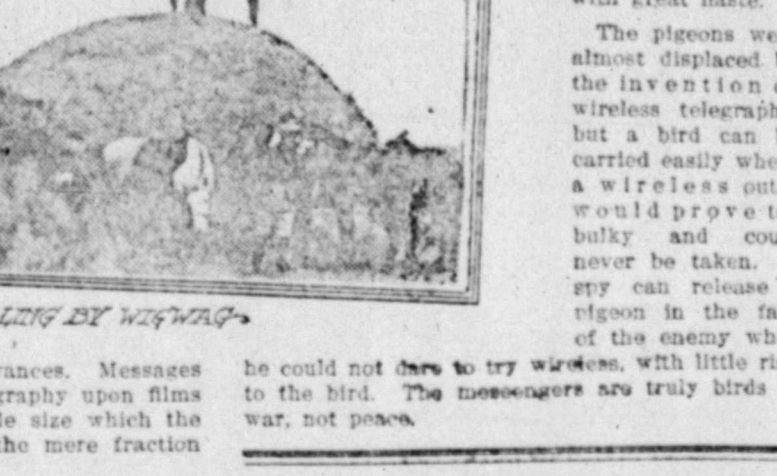 with great haste.
The pigeons we
almost displaced
the invention
wireless telegraph
but a bird can
carried easily whe
a wireless out
would prove t
bulky and cou
never be taken.
spy can release
pigeon in the fa
of the enemy wh
LING BY WIGWAG
vances. Messages
graphy upon films
le size which the
the mere fraction
he could not dare to try wireless, with little ri
to the bird. The messengers are truly birds
war, not peace.